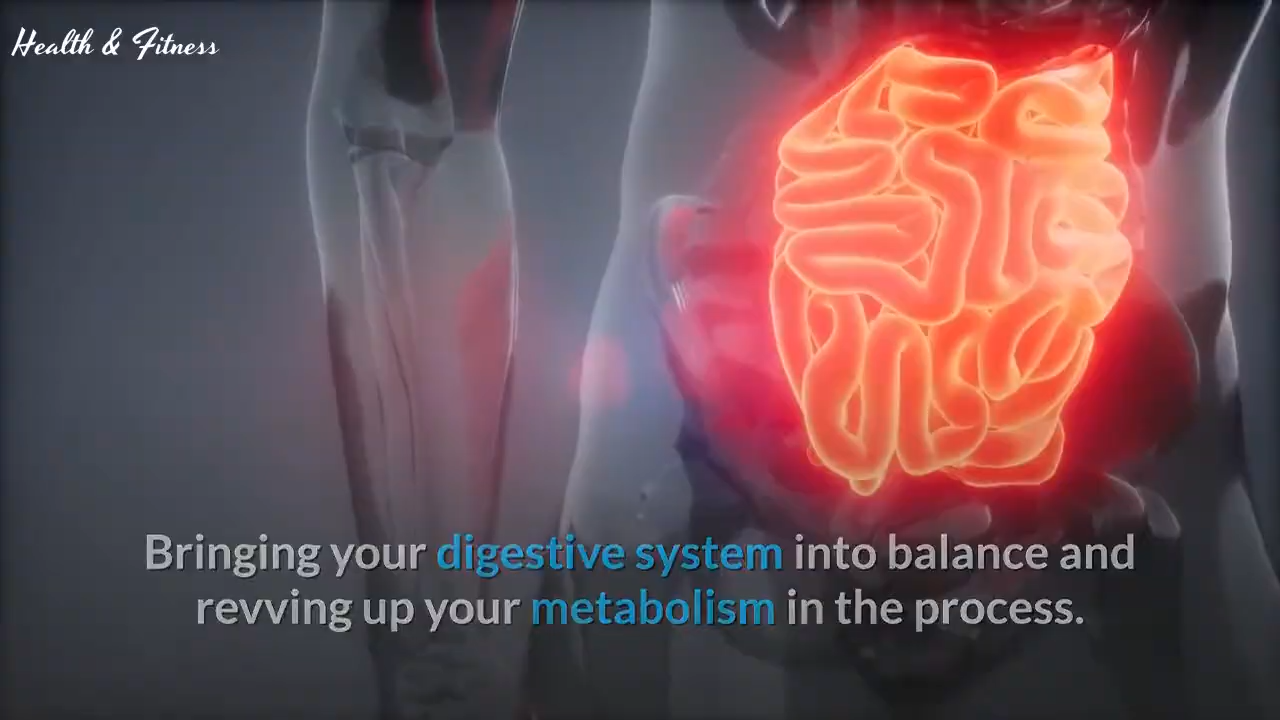 Health & Fitness
Bringing your digestive system into balance and
revving up your metabolism in the process.